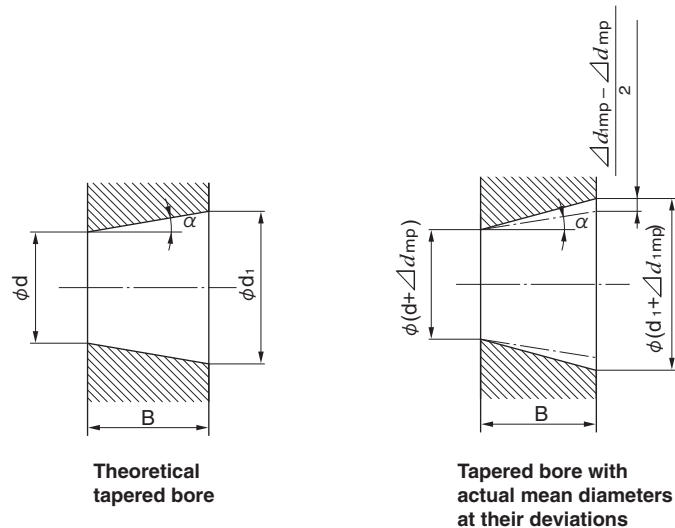 Δd1mp − Δdmp
2
α
φd
φd1
B
α
φ(d+Δdmp)
φ(d1+Δd1mp)
B
Theoretical
tapered bore
Tapered bore with
actual mean diameters
at their deviations